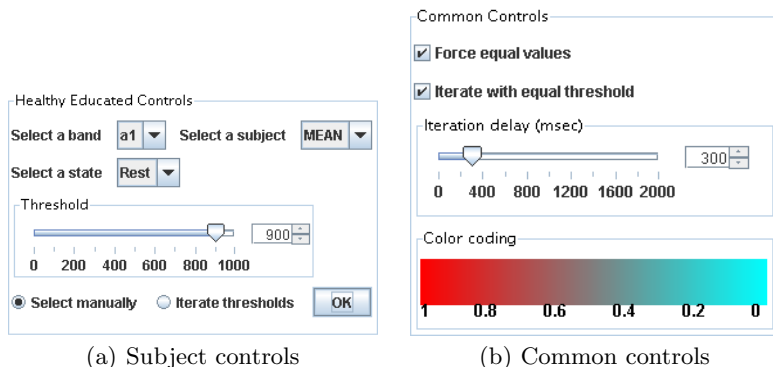 Healthy Educated Controls
Select a band a1 Select a subject MEAN
Select a state Rest
Threshold
900
0 200 400 600 800 1000
Select manually Iterate thresholds OK
(a) Subject controls
Common Controls
Force equal values
Iterate with equal threshold
Iteration delay (msec)
300
0 400 800 1200 1600 2000
Color coding
1 0.8 0.6 0.4 0.2 0
(b) Common controls